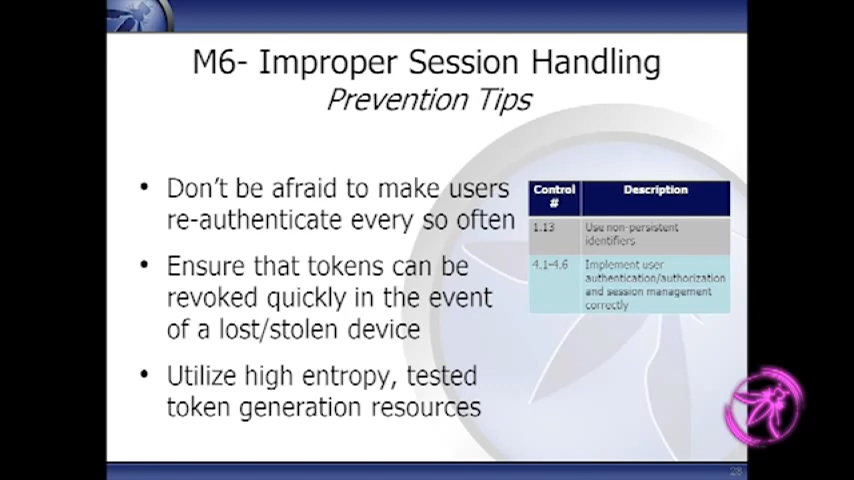 M6- Improper Session Handling
Prevention Tips
• Don't be afraid to make users
re-authenticate every so often
• Ensure that tokens can be
revoked quickly in the event
of a lost/stolen device
• Utilize high entropy, tested
token generation resources
Control # Description
1.13 Use non-persistent
identifiers
4.1-4.6 Implement user
authentication/authorization
and session management
correctly
28